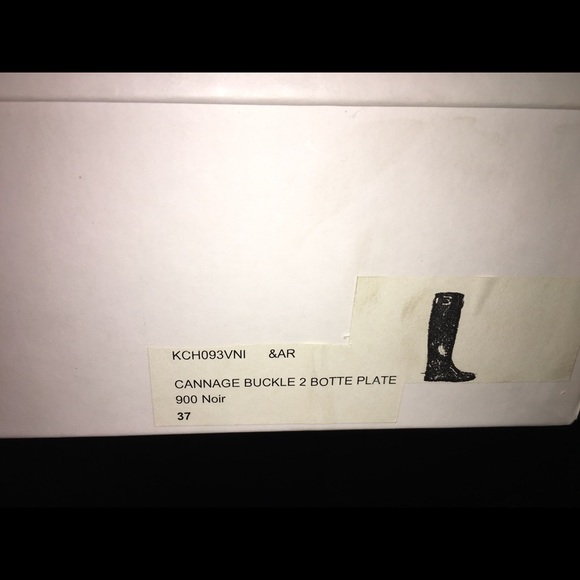 KCH093VNI &AR
CANNAGE BUCKLE 2 BOTTE PLATE
900 Noir
37